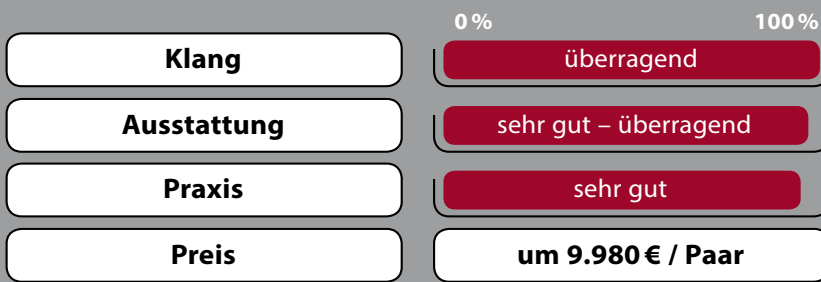 0 % 100 %
Klang überragend
Ausstattung sehr gut – überragend
Praxis sehr gut
Preis um 9.980 € / Paar